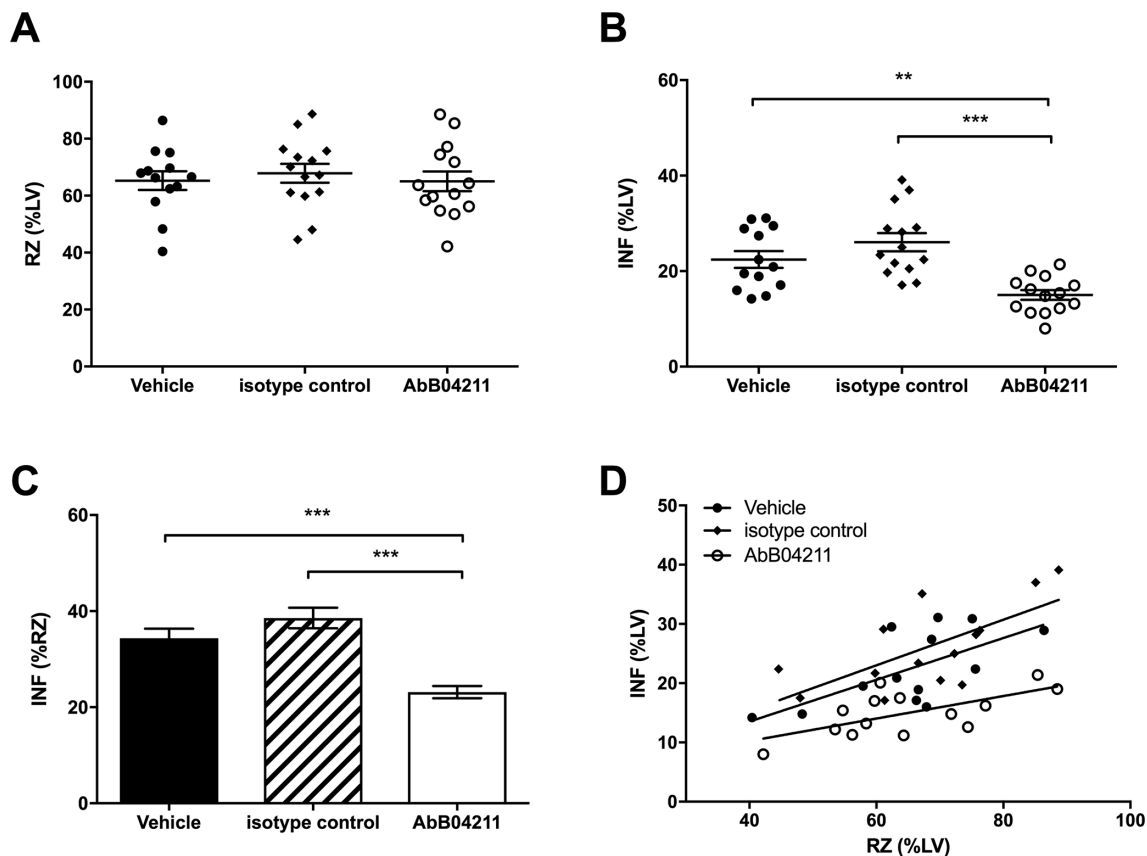 A
RZ (%LV)
100
80
60
40
20
0
Vehicle
isotype control
AbB04211
B
INF (%LV)
60
40
20
0
**
***
Vehicle
isotype control
AbB04211
C
INF (%RZ)
60
40
20
0
***
***
Vehicle
isotype control
AbB04211
D
INF (%LV)
50
40
30
20
10
0
Vehicle
isotype control
AbB04211
40
60
80
100
RZ (%LV)